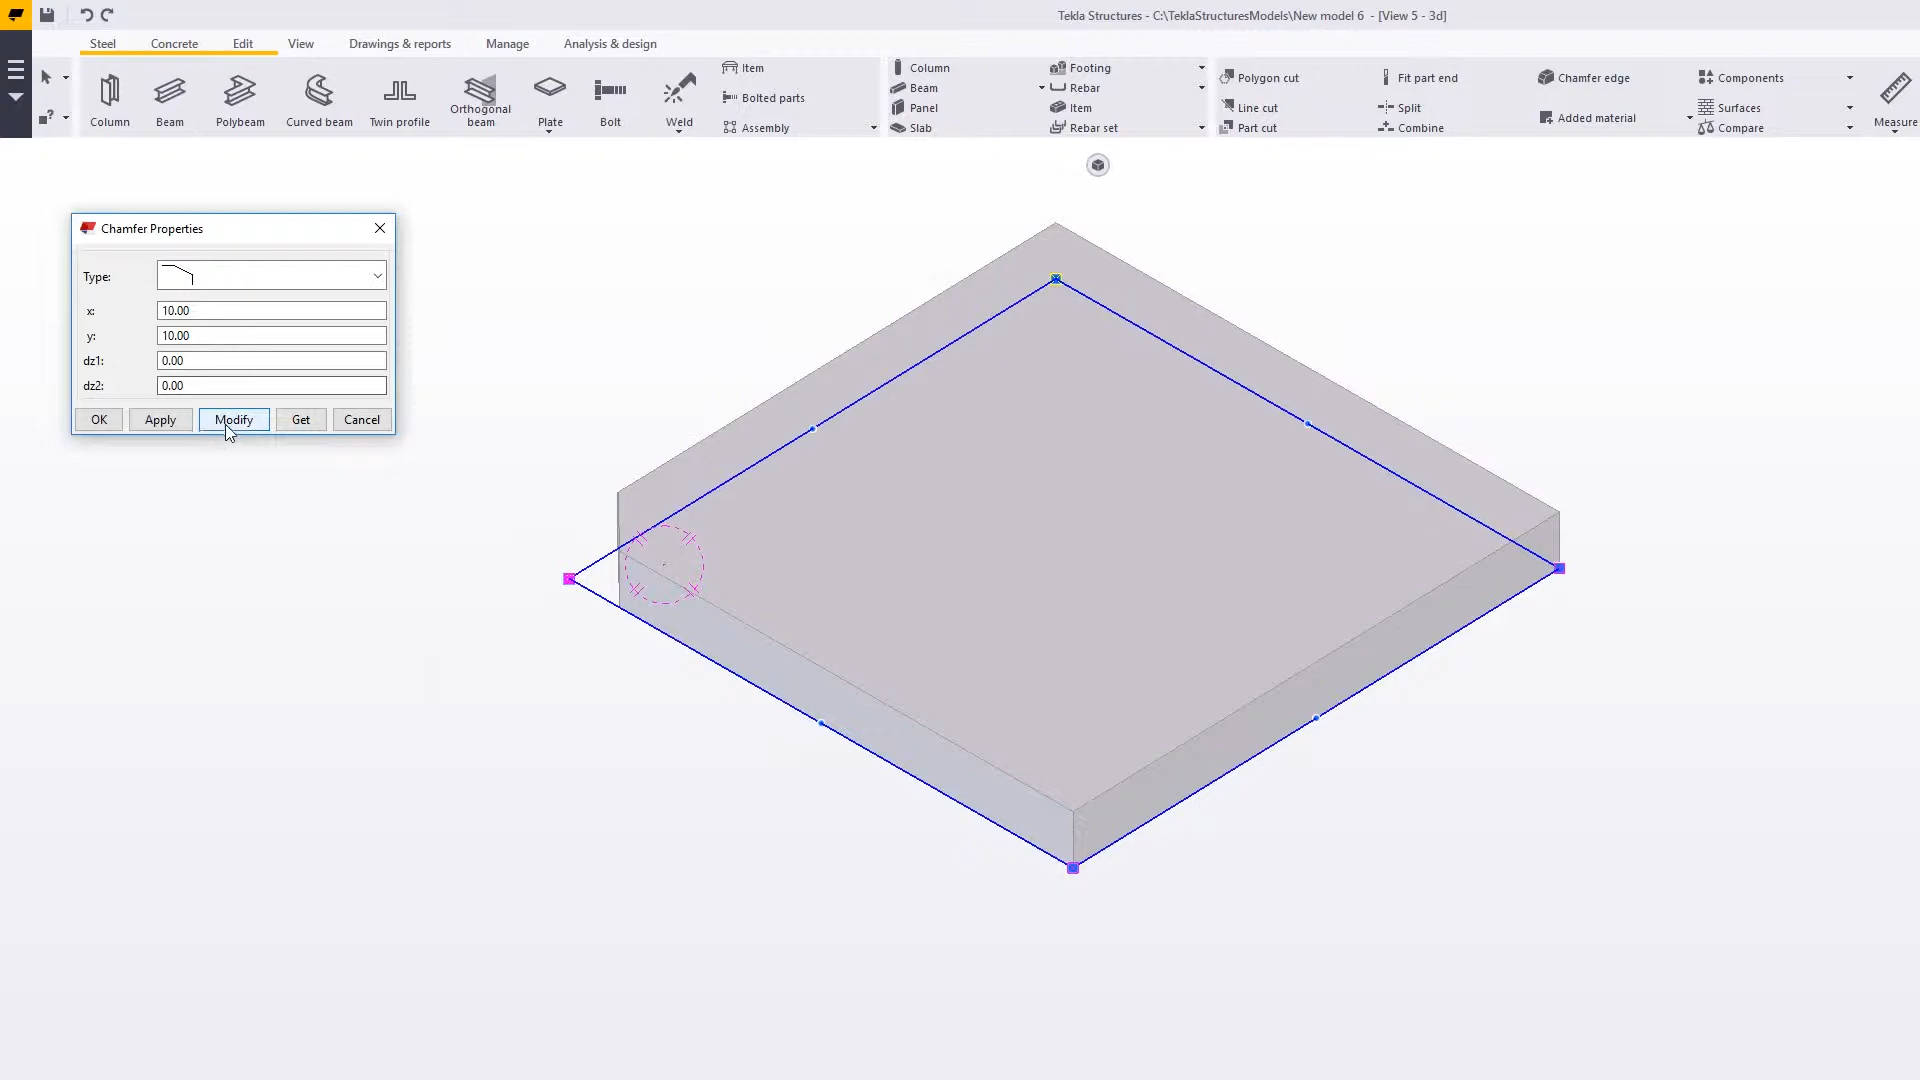 Tekla Structures - C:\TeklaStructuresModels\New model 6 - [View 5 - 3d]
Steel Concrete Edit View Drawings & reports Manage Analysis & design
Column
Beam
Polybeam
Curved beam
Twin profile
Orthogonal
beam
Plate
Bolt
Weld
Item
Bolted parts
Assembly
Column
Beam
Panel
Slab
Footing
Rebar
Item
Rebar set
Polygon cut
Line cut
Part cut
Fit part end
Split
Combine
Chamfer edge
Added material
Components
Surfaces
Compare
Measure
Chamfer Properties
Type:
x: 10.00
y: 10.00
dz1: 0.00
dz2: 0.00
OK Apply Modify Get Cancel